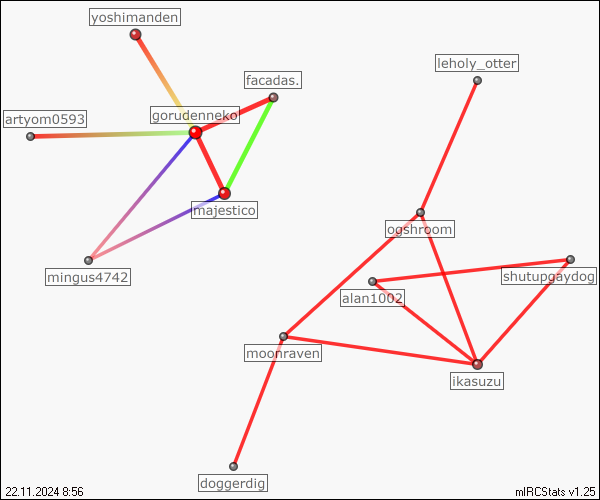 yoshimanden
leholy_otter
facadas.
gorudenneko
artyom0593
majestico
ogshroom
mingus4742
shutupgaydog
alan1002
moonraven
ikasuzu
doggerdig
22.11.2024 8:56
mIRCStats v1.25